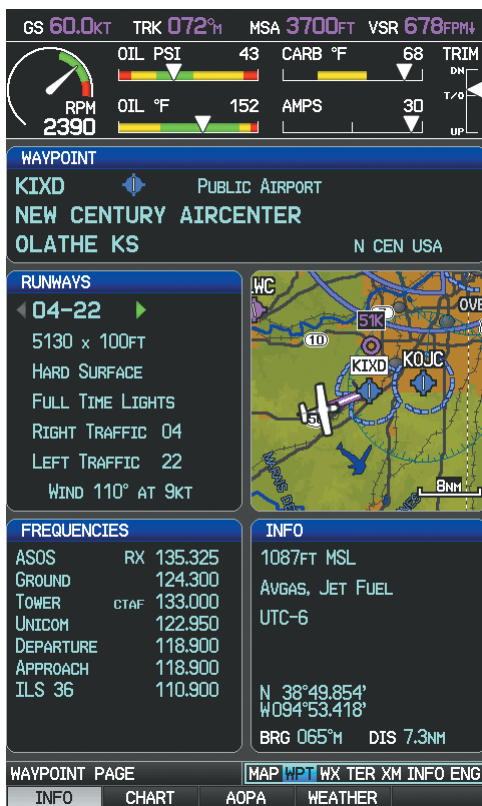 GS 60.0KT TRK 072°M MSA 3700FT VSR 678FPM↓
OIL PSI 43 CARB °F 68 TRIM
DN
RPM OIL °F 152 AMPS 30 T/O
2390 UP
WAYPOINT
KIXD PUBLIC AIRPORT
NEW CENTURY AIRCENTER
OLATHE KS N CEN USA
RUNWAYS
04-22
5130 x 100FT
HARD SURFACE
FULL TIME LIGHTS
RIGHT TRAFFIC 04
LEFT TRAFFIC 22
WIND 110° AT 9KT
WC
OVE
51K
10
KIXD KOJC
8NM
FREQUENCIES
ASOS RX 135.325
GROUND 124.300
TOWER CTAF 133.000
UNICOM 122.950
DEPARTURE 118.900
APPROACH 118.900
ILS 36 110.900
INFO
1087FT MSL
AVGAS, JET FUEL
UTC-6
N 38°49.854'
W094°53.418'
BRG 065°M DIS 7.3NM
WAYPOINT PAGE MAP WPT WX TER XM INFO ENG
INFO CHART AOPA WEATHER